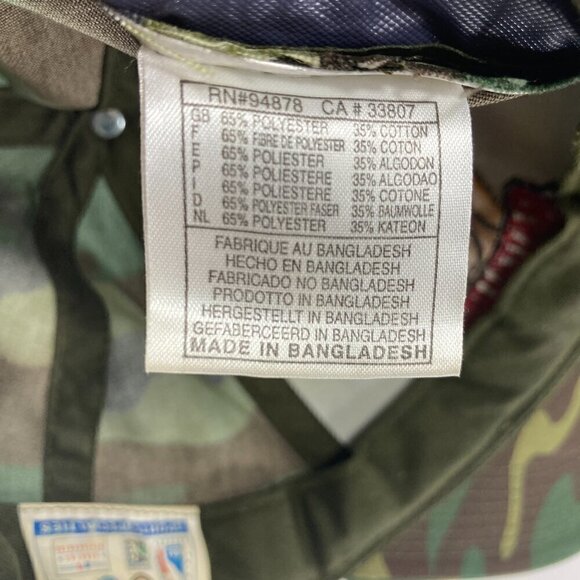 RN#94878 CA # 33807
GB 65% POLYESTER 35% COTTON
F 65% FIBRE DE POLYESTER 35% COTON
E 65% POLIESTER 35% ALGODON
P 65% POLIESTERE 35% ALGODAO
I 65% POLIESTERE 35% COTONE
D 65% POLYESTER FASER 35% BAUMWOLLE
NL 65% POLYESTER 35% KATEON
FABRIQUE AU BANGLADESH
HECHO EN BANGLADESH
FABRICADO NO BANGLADESH
PRODOTTO IN BANGLADESH
HERGESTELLT IN BANGLADESH
GEFABERCEERD IN BANGLADESH
MADE IN BANGLADESH